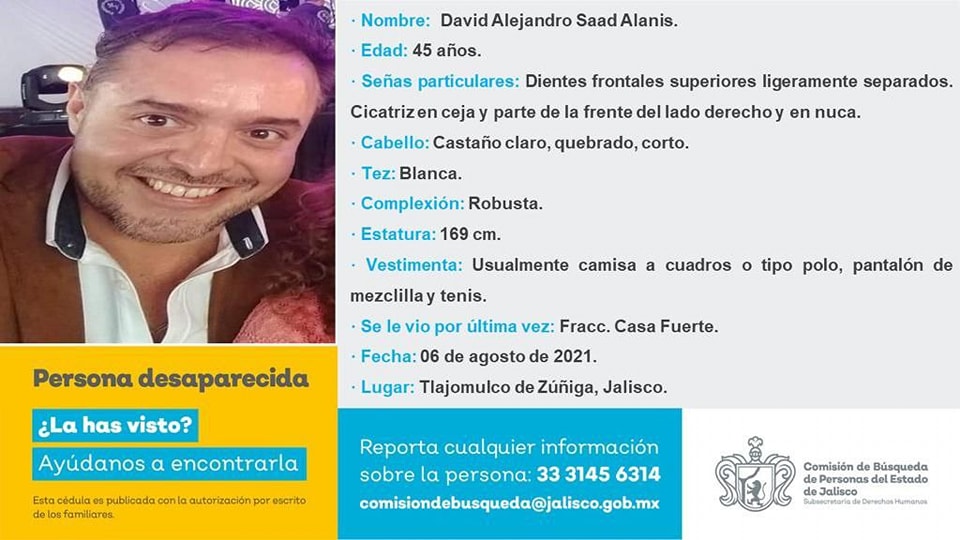 · Nombre: David Alejandro Saad Alanis.
· Edad: 45 años.
· Señas particulares: Dientes frontales superiores ligeramente separados.
Cicatriz en ceja y parte de la frente del lado derecho y en nuca.
· Cabello: Castaño claro, quebrado, corto.
· Tez: Blanca.
· Complexión: Robusta.
· Estatura: 169 cm.
· Vestimenta: Usualmente camisa a cuadros o tipo polo, pantalón de
mezclilla y tenis.
· Se le vio por última vez: Fracc. Casa Fuerte.
· Fecha: 06 de agosto de 2021.
· Lugar: Tlajomulco de Zúñiga, Jalisco.
Persona desaparecida
¿La has visto?
Ayúdanos a encontrarla
Esta cédula es publicada con la autorización por escrito
de los familiares.
Reporta cualquier información
sobre la persona: 33 3145 6314
comisiondebusqueda@jalisco.gob.mx
Comisión de Búsqueda
de Personas del Estado
de Jalisco
Subsecretaría de Derechos Humanos